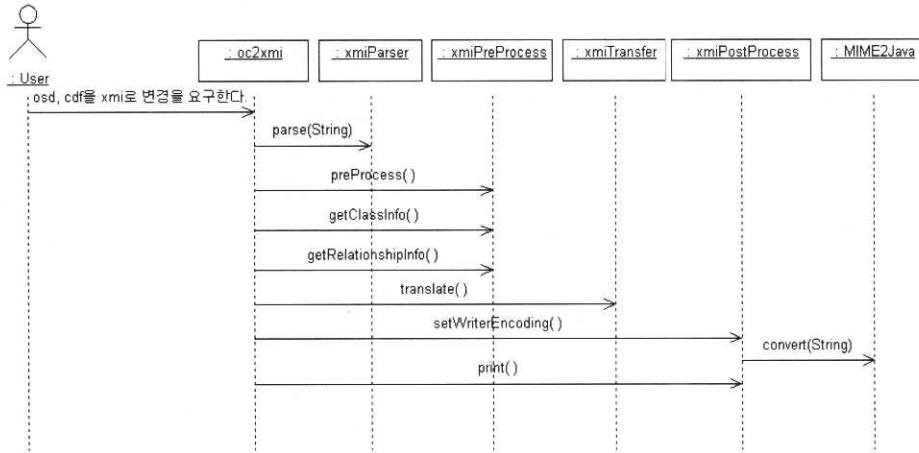 : oc2xmi
: xmiParser
: xmiPreProcess
: xmiTransfer
: xmiPostProcess
: MIME2Java
: User
osd, cdf을 xmi로 변경을 요구한다.
parse(String)
preProcess( )
getClassInfo( )
getRelationshipInfo( )
translate( )
setWriterEncoding( )
convert(String)
print( )